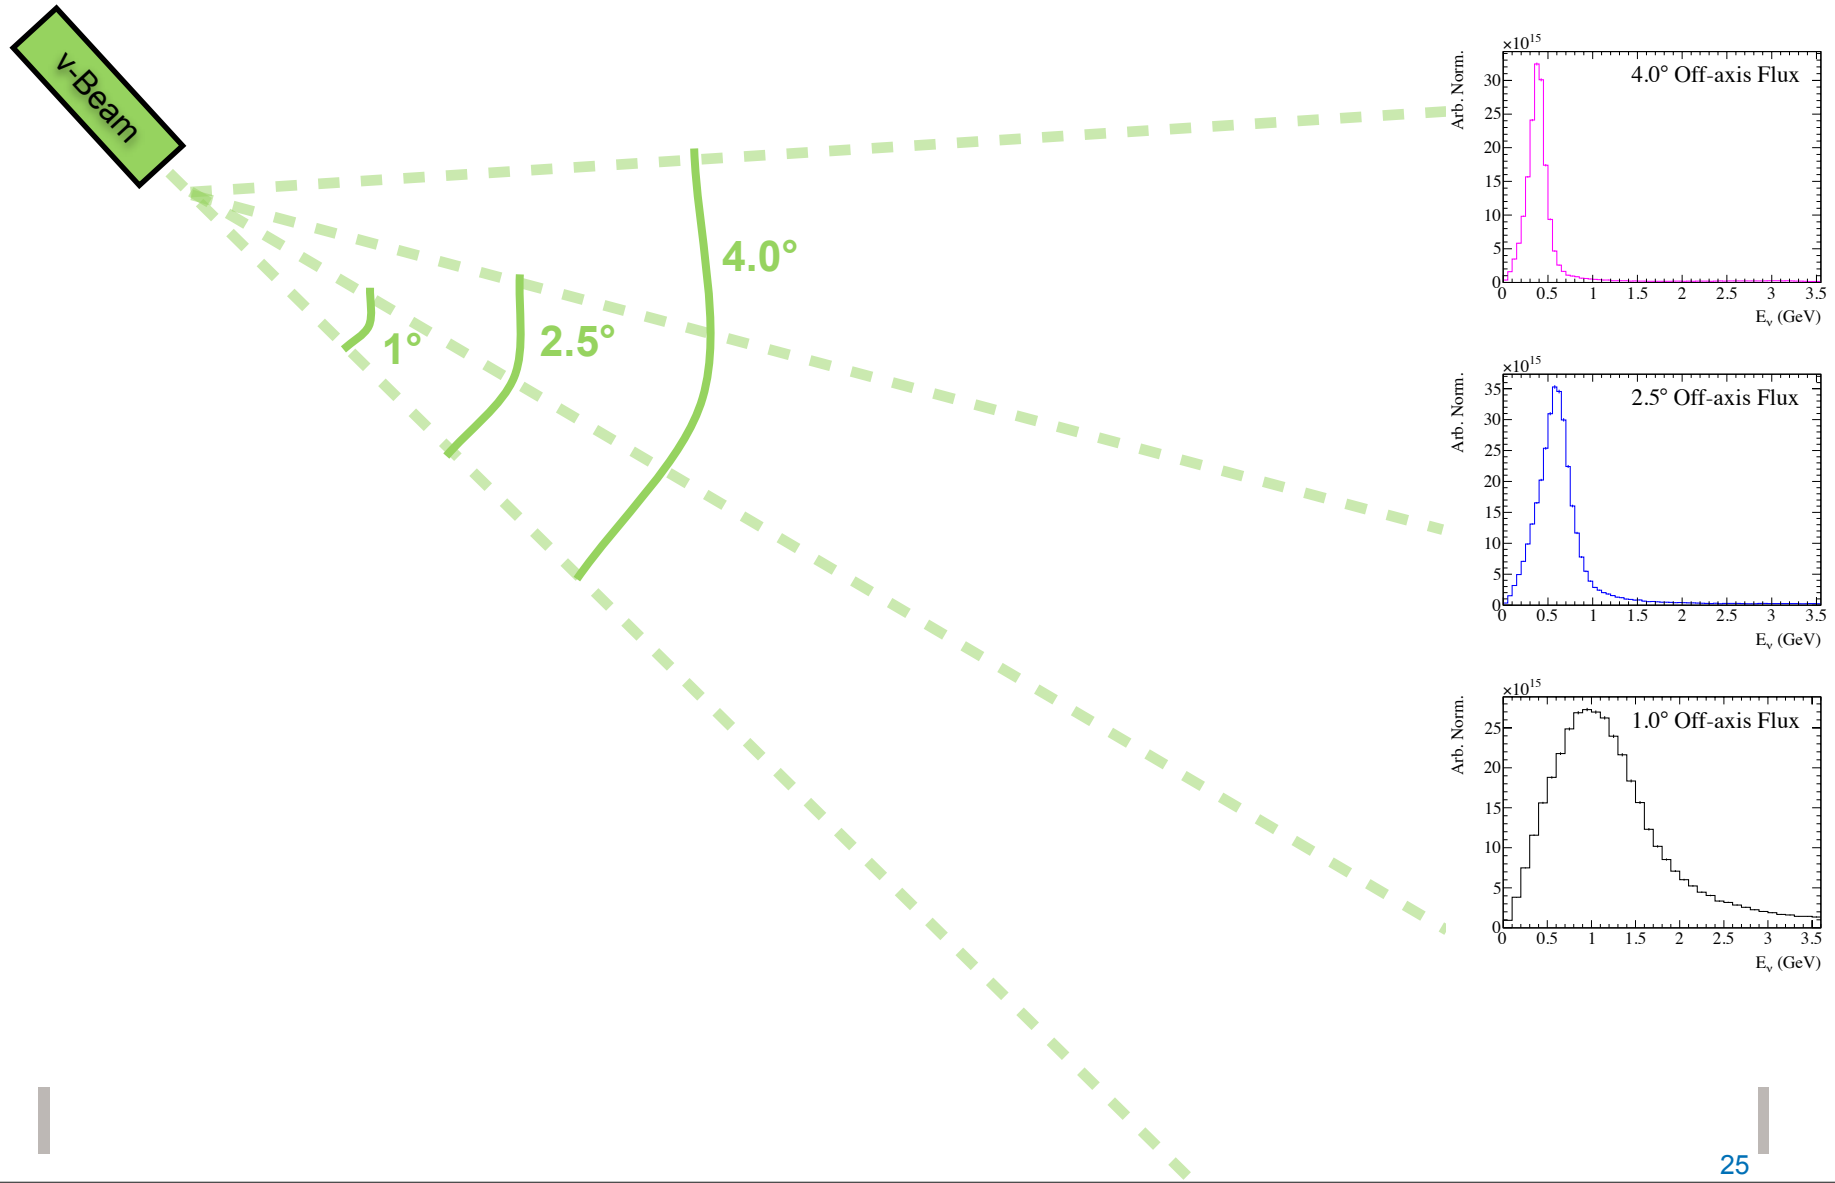 ν-Beam
4.0°
2.5°
1°
×10¹⁵
Arb. Norm.
4.0° Off-axis Flux
30
25
20
15
10
5
0
0 0.5 1 1.5 2 2.5 3 3.5
Eᵥ (GeV)
×10¹⁵
Arb. Norm.
2.5° Off-axis Flux
35
30
25
20
15
10
5
0
0 0.5 1 1.5 2 2.5 3 3.5
Eᵥ (GeV)
×10¹⁵
Arb. Norm.
1.0° Off-axis Flux
25
20
15
10
5
0
0 0.5 1 1.5 2 2.5 3 3.5
Eᵥ (GeV)
25